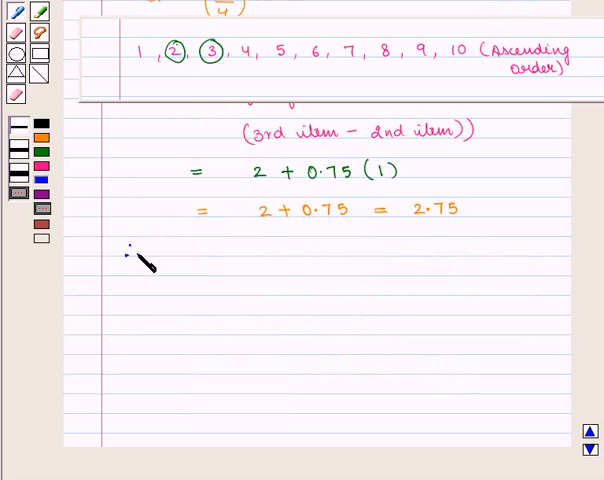 4
1 , 2 , 3 , 4 , 5 , 6 , 7 , 8 , 9 , 10 (Ascending
Order)
(3rd item - 2nd item))
= 2 + 0.75 (1)
= 2 + 0.75 = 2.75